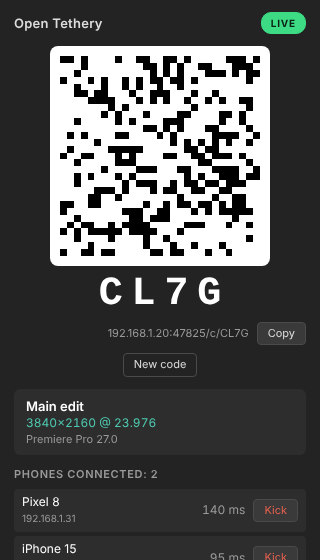 Open Tethery
LIVE
CL7G
192.168.1.20:47825/c/CL7G
Copy
New code
Main edit
3840×2160 @ 23.976
Premiere Pro 27.0
PHONES CONNECTED: 2
Pixel 8
192.168.1.31
140 ms
Kick
iPhone 15
95 ms
Kick